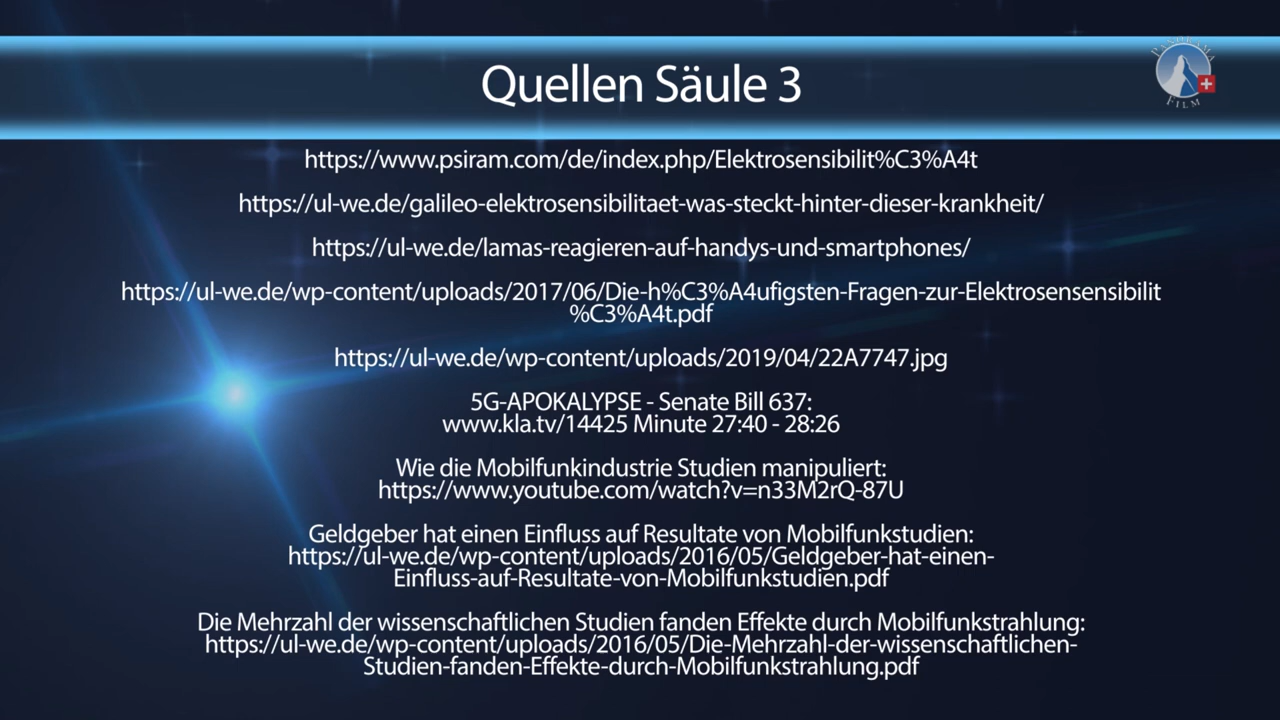 Quellen Säule 3
PANORAMA
FILM
https://www.psiram.com/de/index.php/Elektrosensibilit%C3%A4t
https://ul-we.de/galileo-elektrosensibilitaet-was-steckt-hinter-dieser-krankheit/
https://ul-we.de/lamas-reagieren-auf-handys-und-smartphones/
https://ul-we.de/wp-content/uploads/2017/06/Die-h%C3%A4ufigsten-Fragen-zur-Elektrosensensibilit
%C3%A4t.pdf
https://ul-we.de/wp-content/uploads/2019/04/22A7747.jpg
5G-APOKALYPSE - Senate Bill 637:
www.kla.tv/14425 Minute 27:40 - 28:26
Wie die Mobilfunkindustrie Studien manipuliert:
https://www.youtube.com/watch?v=n33M2rQ-87U
Geldgeber hat einen Einfluss auf Resultate von Mobilfunkstudien:
https://ul-we.de/wp-content/uploads/2016/05/Geldgeber-hat-einen-
Einfluss-auf-Resultate-von-Mobilfunkstudien.pdf
Die Mehrzahl der wissenschaftlichen Studien fanden Effekte durch Mobilfunkstrahlung:
https://ul-we.de/wp-content/uploads/2016/05/Die-Mehrzahl-der-wissenschaftlichen-
Studien-fanden-Effekte-durch-Mobilfunkstrahlung.pdf